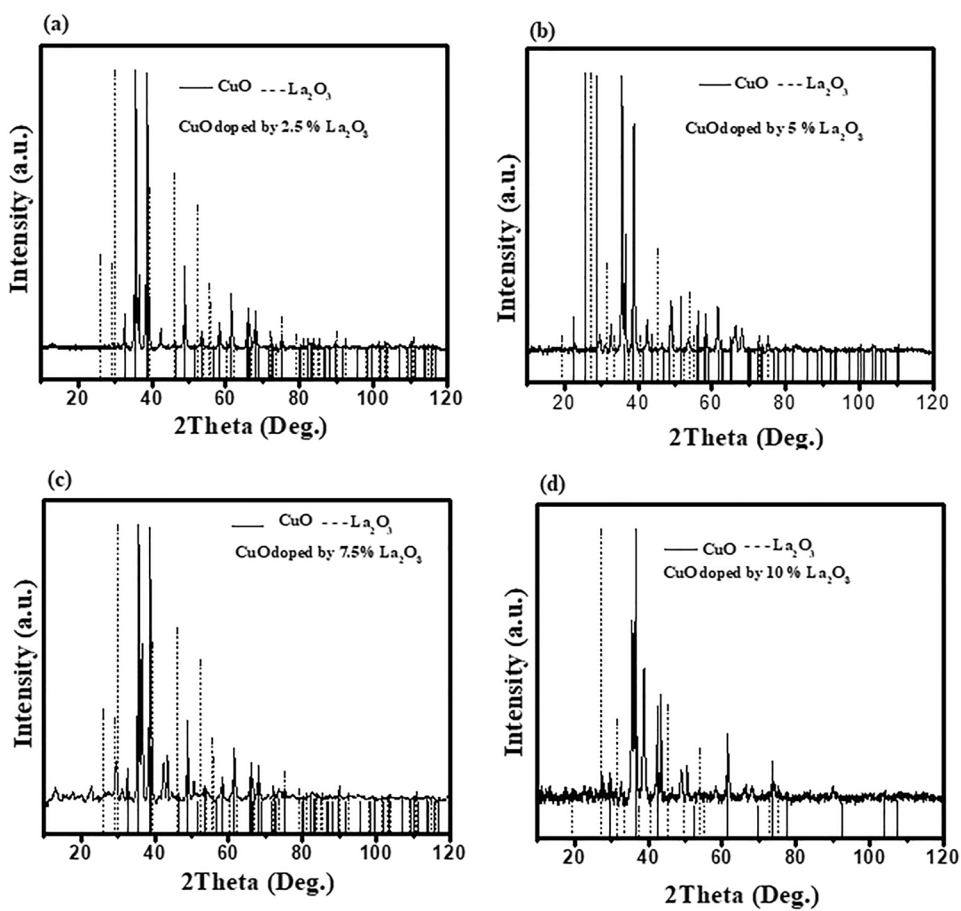 (a)
CuO ---La₂O₃
CuO doped by 2.5 % La₂O₃
Intensity (a.u.)
20 40 60 80 100 120
2Theta (Deg.)
(b)
CuO ---La₂O₃
CuO doped by 5 % La₂O₃
Intensity (a.u.)
20 40 60 80 100 120
2Theta (Deg.)
(c)
CuO ---La₂O₃
CuO doped by 7.5% La₂O₃
Intensity (a.u.)
20 40 60 80 100 120
2Theta (Deg.)
(d)
CuO ---La₂O₃
CuO doped by 10 % La₂O₃
Intensity (a.u.)
20 40 60 80 100 120
2Theta (Deg.)